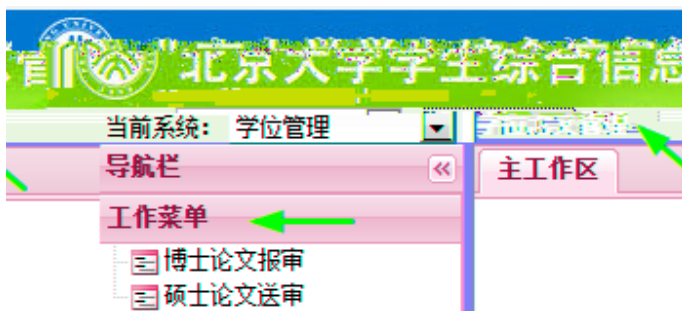 北京大学学生综合信息
当前系统： 学位管理
导航栏
主工作区
工作菜单
博士论文报审
硕士论文送审